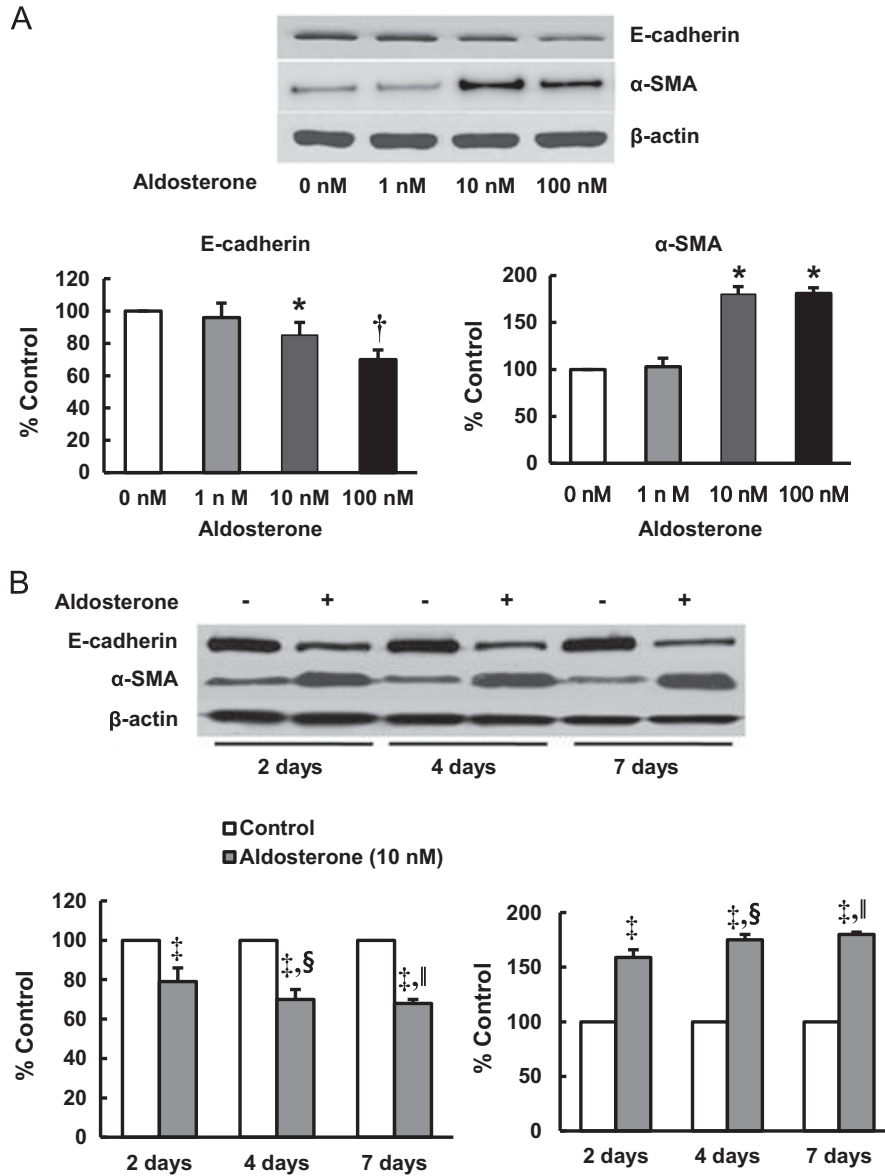 A
E-cadherin
α-SMA
β-actin
Aldosterone 0 nM 1 nM 10 nM 100 nM
E-cadherin
120
100
80
60
40
20
0
% Control
*
†
0 nM 1 n M 10 nM 100 nM
Aldosterone
α-SMA
200
150
100
50
0
% Control
* *
0 nM 1 n M 10 nM 100 nM
Aldosterone
B
Aldosterone - + - + - +
E-cadherin
α-SMA
β-actin
2 days 4 days 7 days
Control
Aldosterone (10 nM)
120
100
80
60
40
20
0
% Control
‡ ‡,§ ‡,||
2 days 4 days 7 days
200
150
100
50
0
% Control
‡ ‡,§ ‡,||
2 days 4 days 7 days